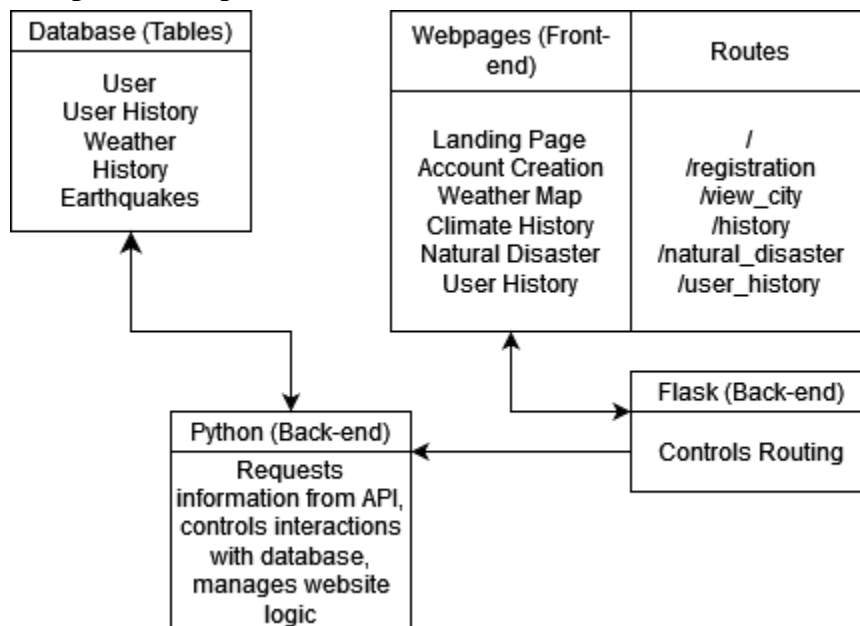 Database (Tables)
User
User History
Weather
History
Earthquakes
Webpages (Front-
end)
Routes
Landing Page
Account Creation
Weather Map
Climate History
Natural Disaster
User History
/
/registration
/view_city
/history
/natural_disaster
/user_history
Flask (Back-end)
Controls Routing
Python (Back-end)
Requests
information from API,
controls interactions
with database,
manages website
logic